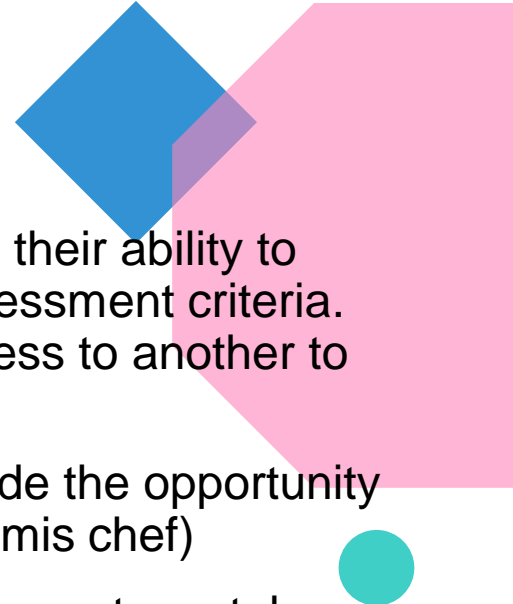 their ability to
essment criteria.
ess to another to
de the opportunity
mis chef)